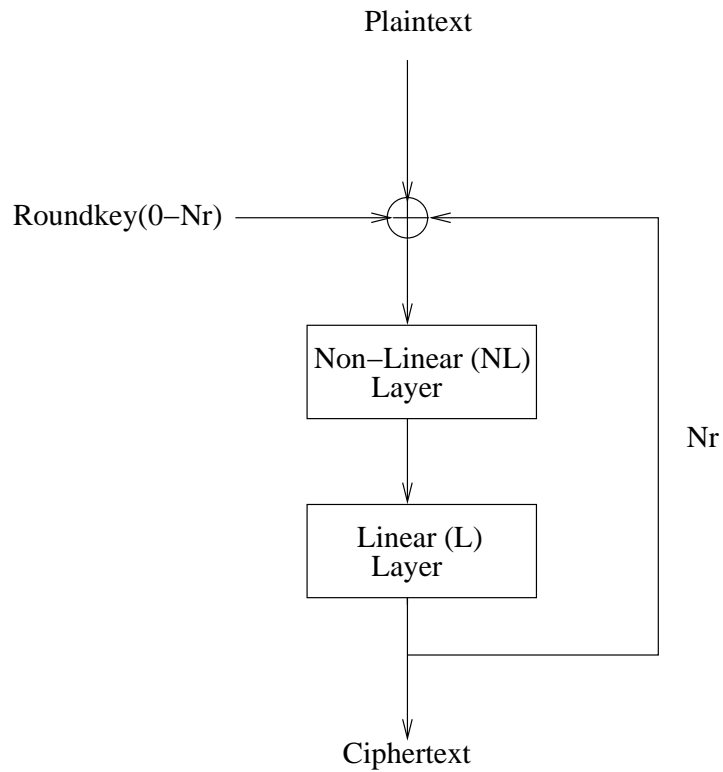 Plaintext
Roundkey(0−Nr)
Non−Linear (NL)
Layer
Nr
Linear (L)
Layer
Ciphertext